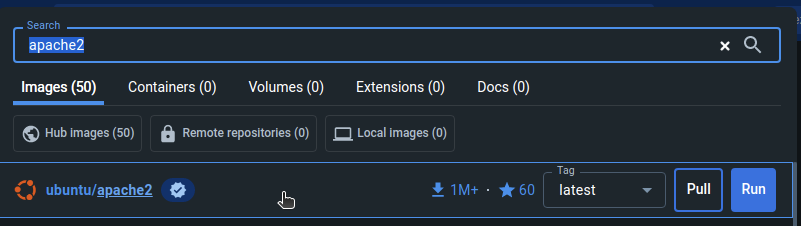 Search
apache2
Images (50) Containers (0) Volumes (0) Extensions (0) Docs (0)
Hub images (50) Remote repositories (0) Local images (0)
ubuntu/apache2 1M+ · 60 Tag latest Pull Run